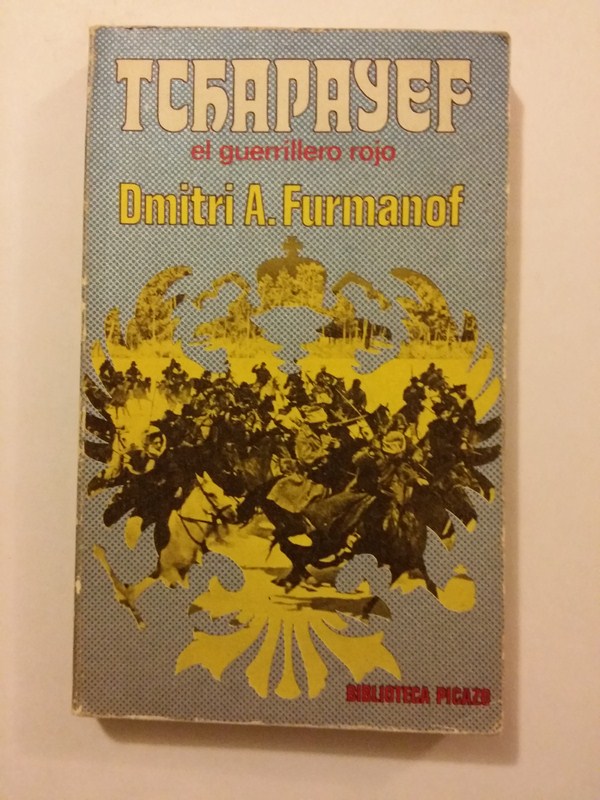 TCHAPAYEF
el guerrillero rojo
Dmitri A. Furmanof
BIBLIOTECA PICAZO